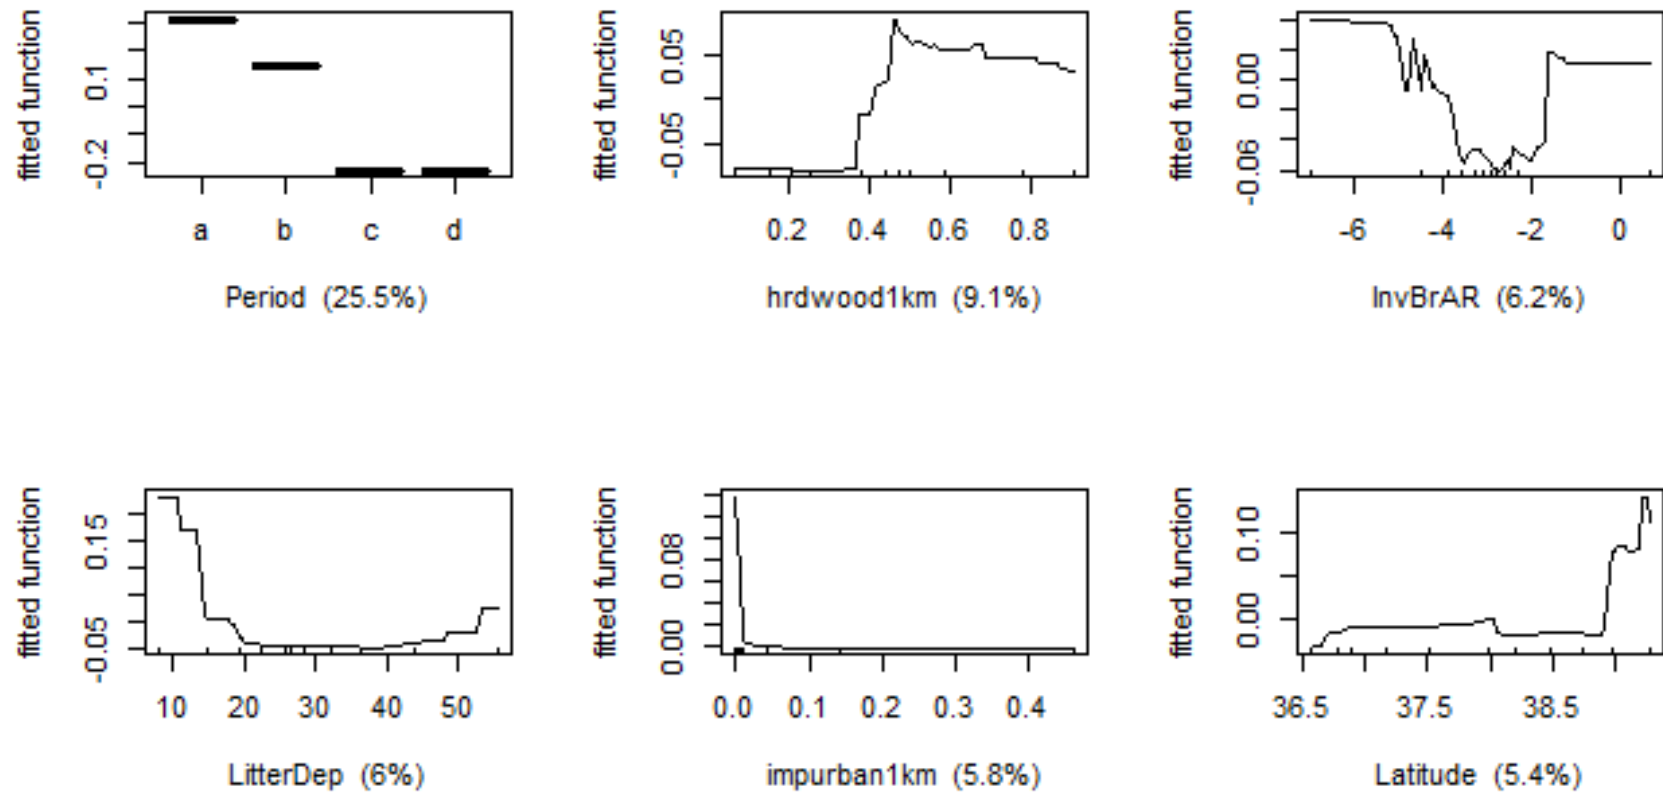 fitted function
0.1
-0.2
a b c d
Period (25.5%)
fitted function
0.05
-0.05
0.2 0.4 0.6 0.8
hrdwood1km (9.1%)
fitted function
0.00
-0.06
-6 -4 -2 0
InvBrAR (6.2%)
fitted function
0.15
-0.05
10 20 30 40 50
LitterDep (6%)
fitted function
0.08
0.00
0.0 0.1 0.2 0.3 0.4
impurban1km (5.8%)
fitted function
0.10
0.00
36.5 37.5 38.5
Latitude (5.4%)